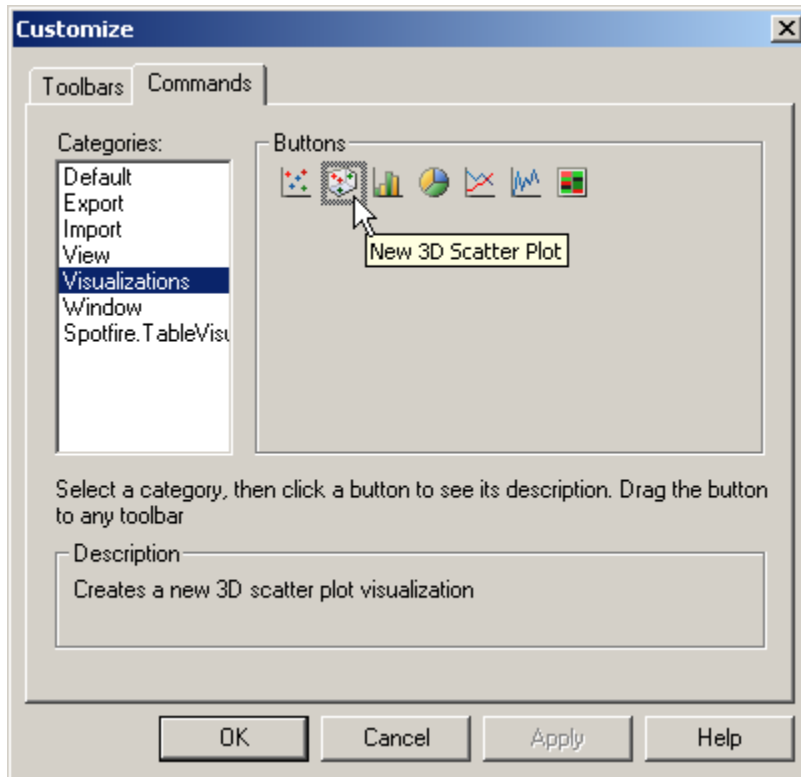 Customize
Toolbars
Commands
Categories:
Default
Export
Import
View
Visualizations
Window
Spotfire.TableVisu
Buttons
New 3D Scatter Plot
Select a category, then click a button to see its description. Drag the button
to any toolbar
Description
Creates a new 3D scatter plot visualization
OK
Cancel
Apply
Help